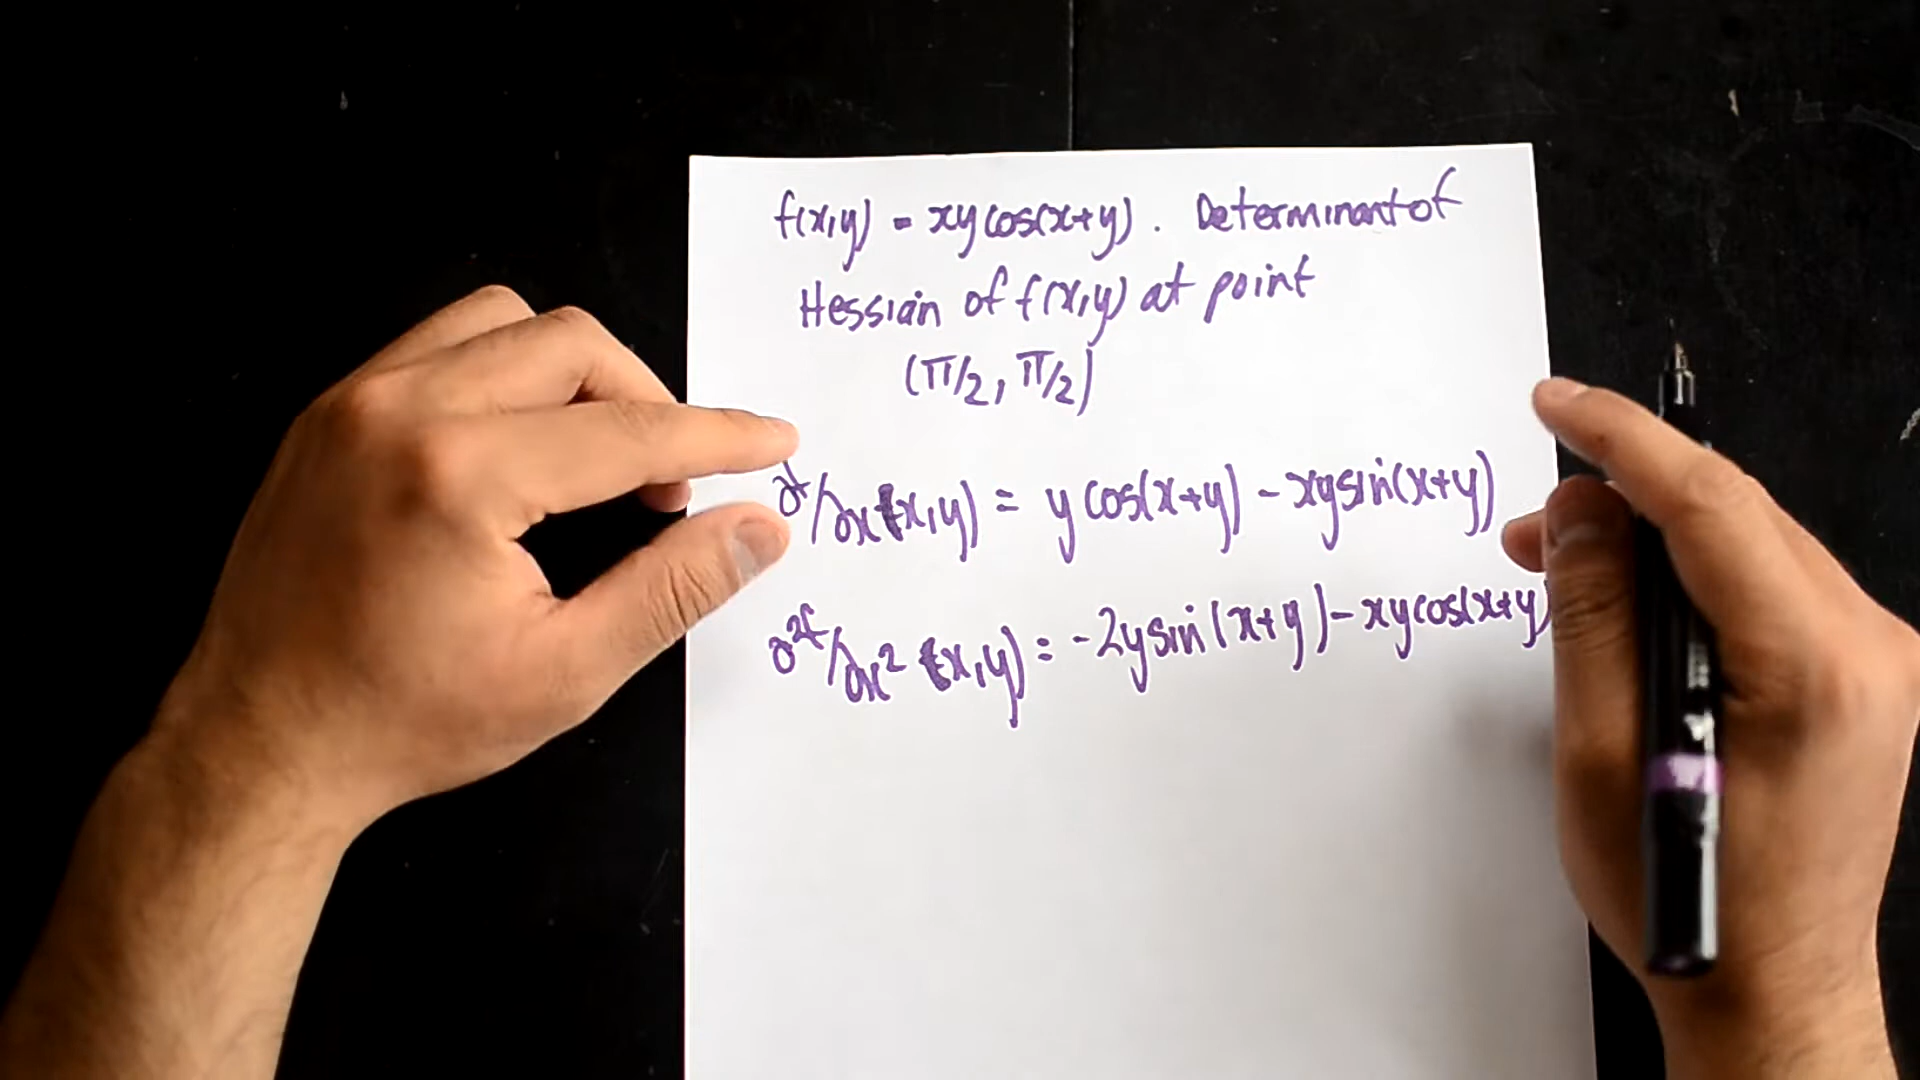 f(x,y) = xy cos(x+y). Determinant of
Hessian of f(x,y) at point
(π/2, π/2)
∂f/∂x (x,y) = y cos(x+y) - xy sin(x+y)
∂²f/∂x² (x,y) = -2y sin(x+y) - xy cos(x+y)